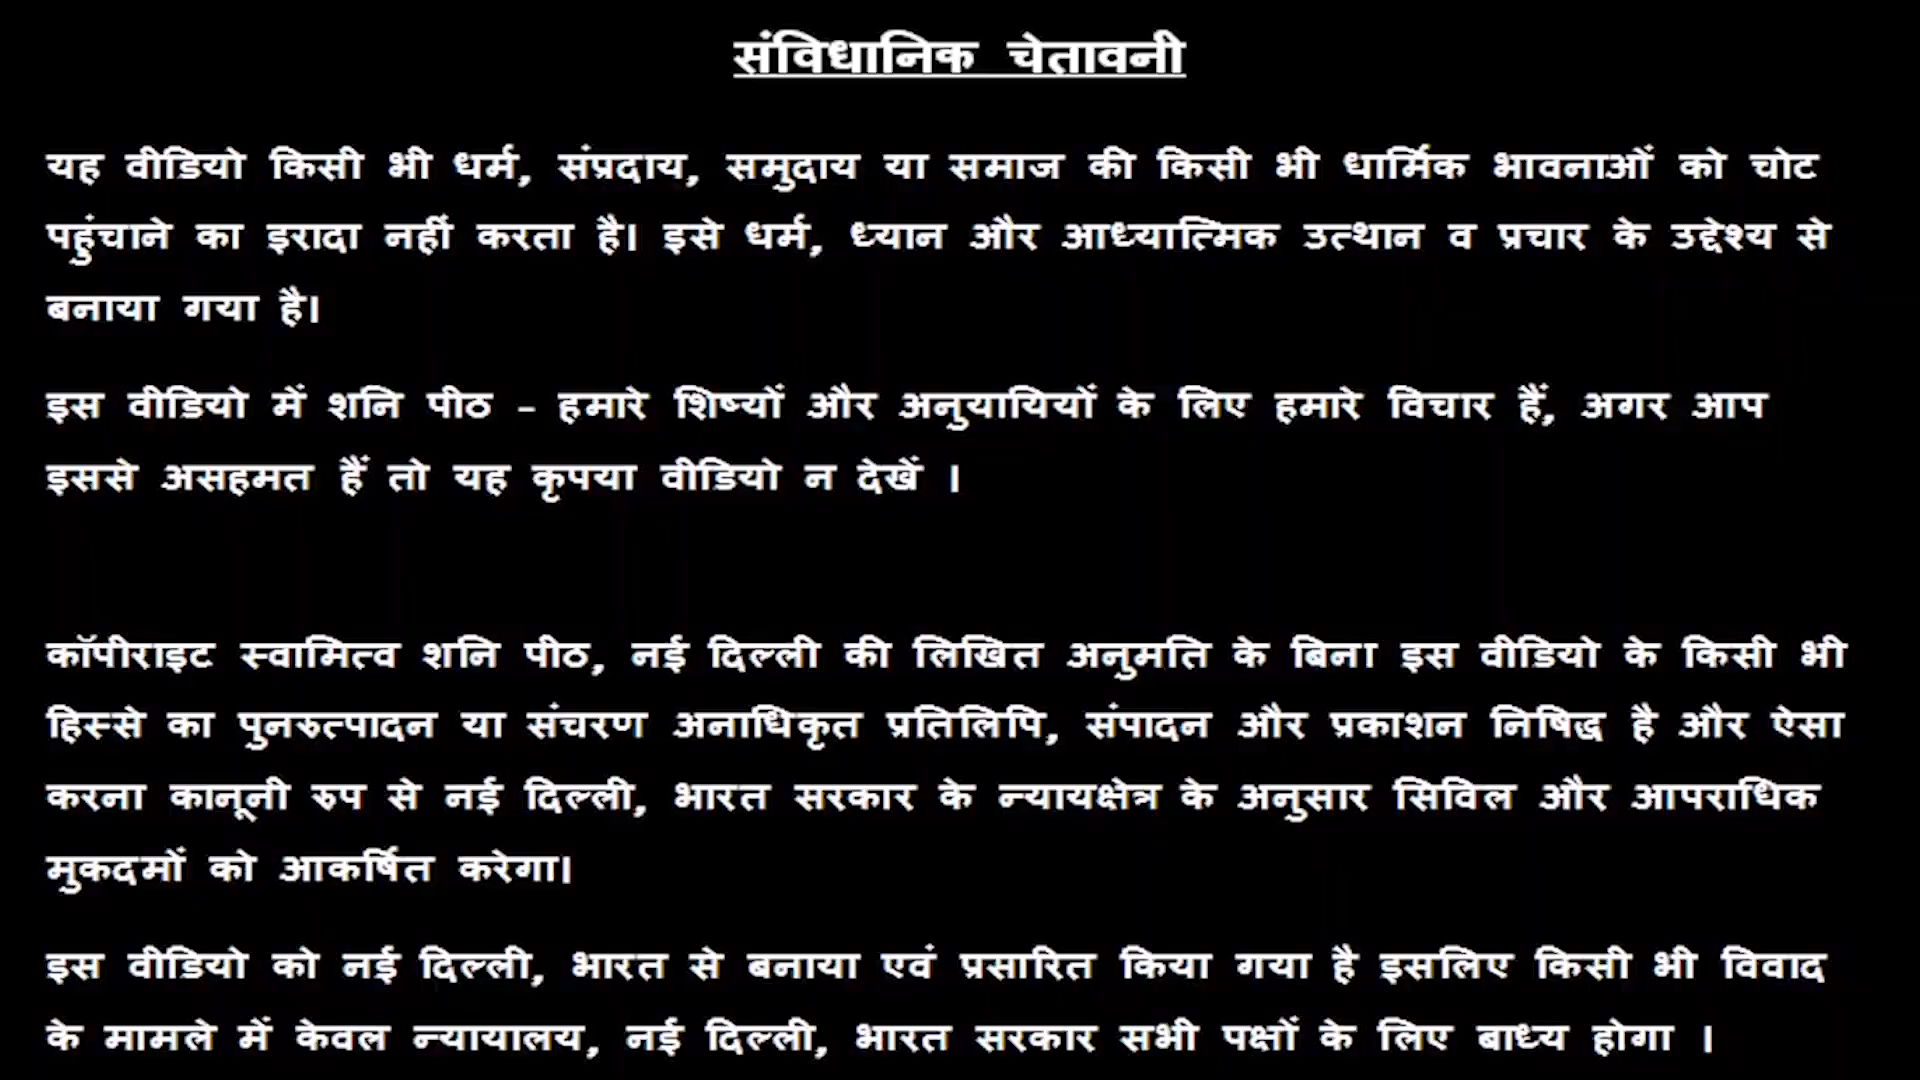 संविधानिक चेतावनी
यह वीडियो किसी भी धर्म, संप्रदाय, समुदाय या समाज की किसी भी धार्मिक भावनाओं को चोट
पहुंचाने का इरादा नहीं करता है। इसे धर्म, ध्यान और आध्यात्मिक उत्थान व प्रचार के उद्देश्य से
बनाया गया है।
इस वीडियो में शनि पीठ – हमारे शिष्यों और अनुयायियों के लिए हमारे विचार हैं, अगर आप
इससे असहमत हैं तो यह कृपया वीडियो न देखें ।
कॉपीराइट स्वामित्व शनि पीठ, नई दिल्ली की लिखित अनुमति के बिना इस वीडियो के किसी भी
हिस्से का पुनरुत्पादन या संचरण अनाधिकृत प्रतिलिपि, संपादन और प्रकाशन निषिद्ध है और ऐसा
करना कानूनी रुप से नई दिल्ली, भारत सरकार के न्यायक्षेत्र के अनुसार सिविल और आपराधिक
मुकदमों को आकर्षित करेगा।
इस वीडियो को नई दिल्ली, भारत से बनाया एवं प्रसारित किया गया है इसलिए किसी भी विवाद
के मामले में केवल न्यायालय, नई दिल्ली, भारत सरकार सभी पक्षों के लिए बाध्य होगा ।